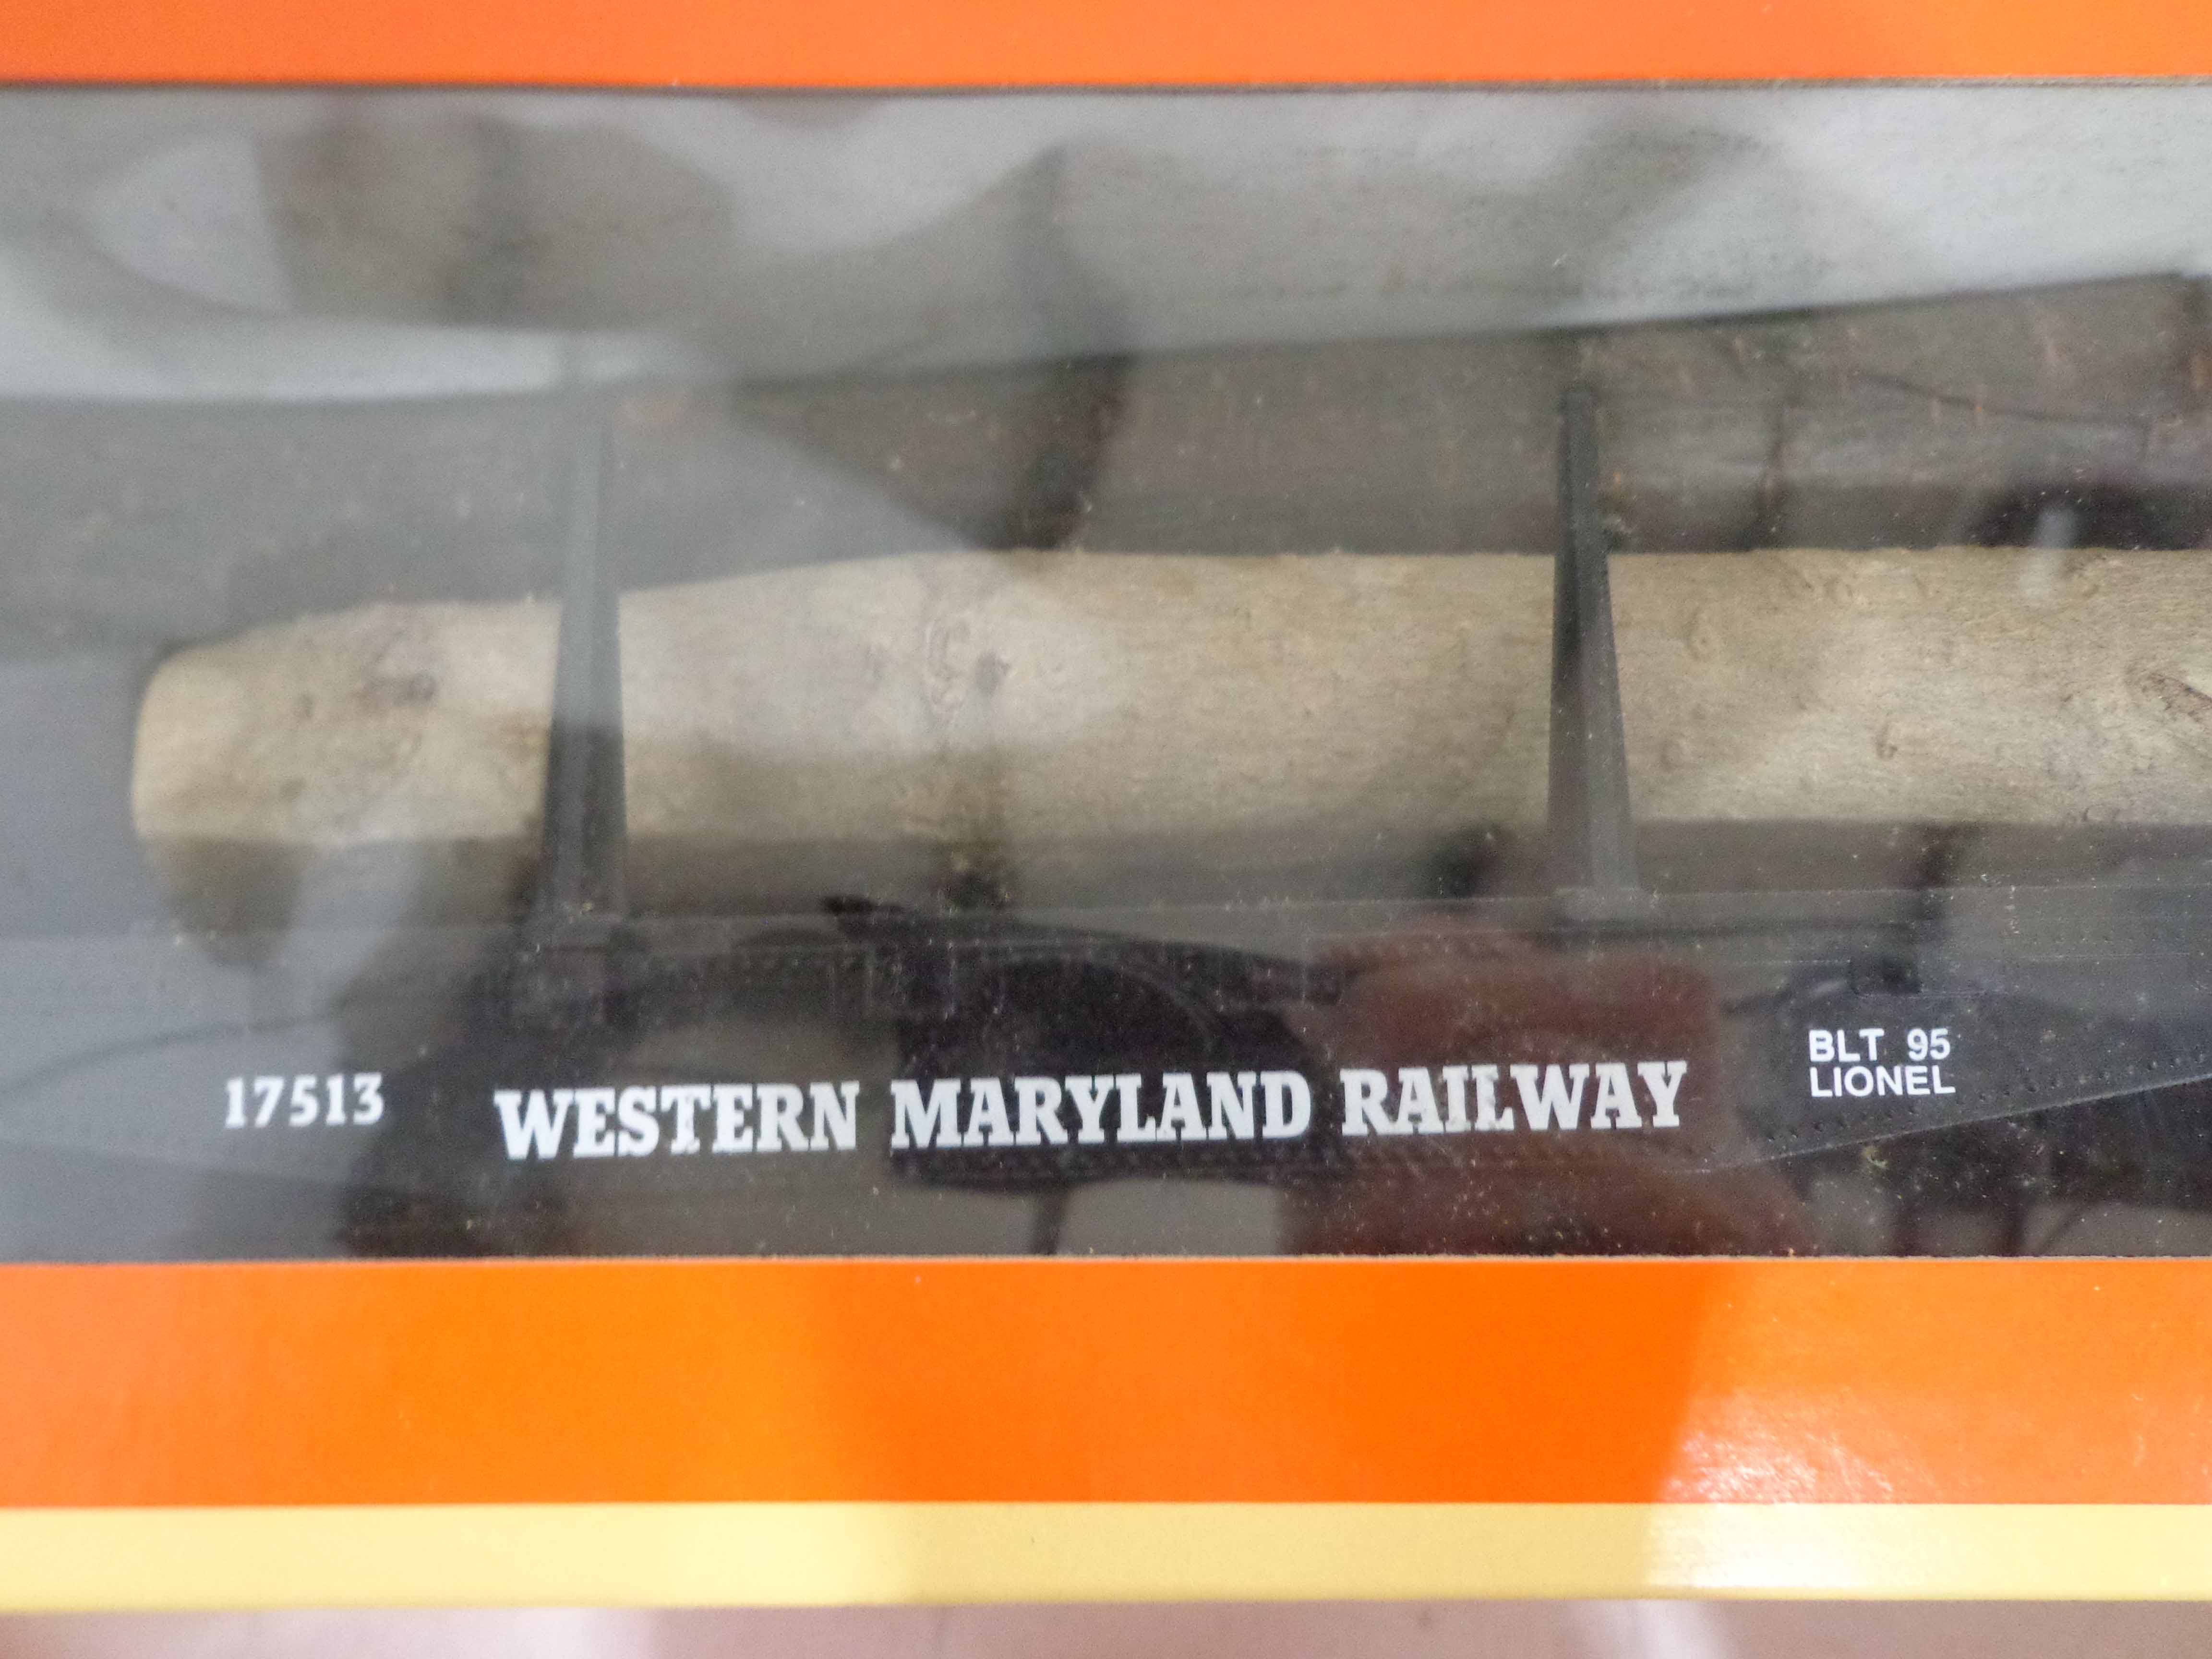 17513
WESTERN MARYLAND RAILWAY
BLT 95
LIONEL